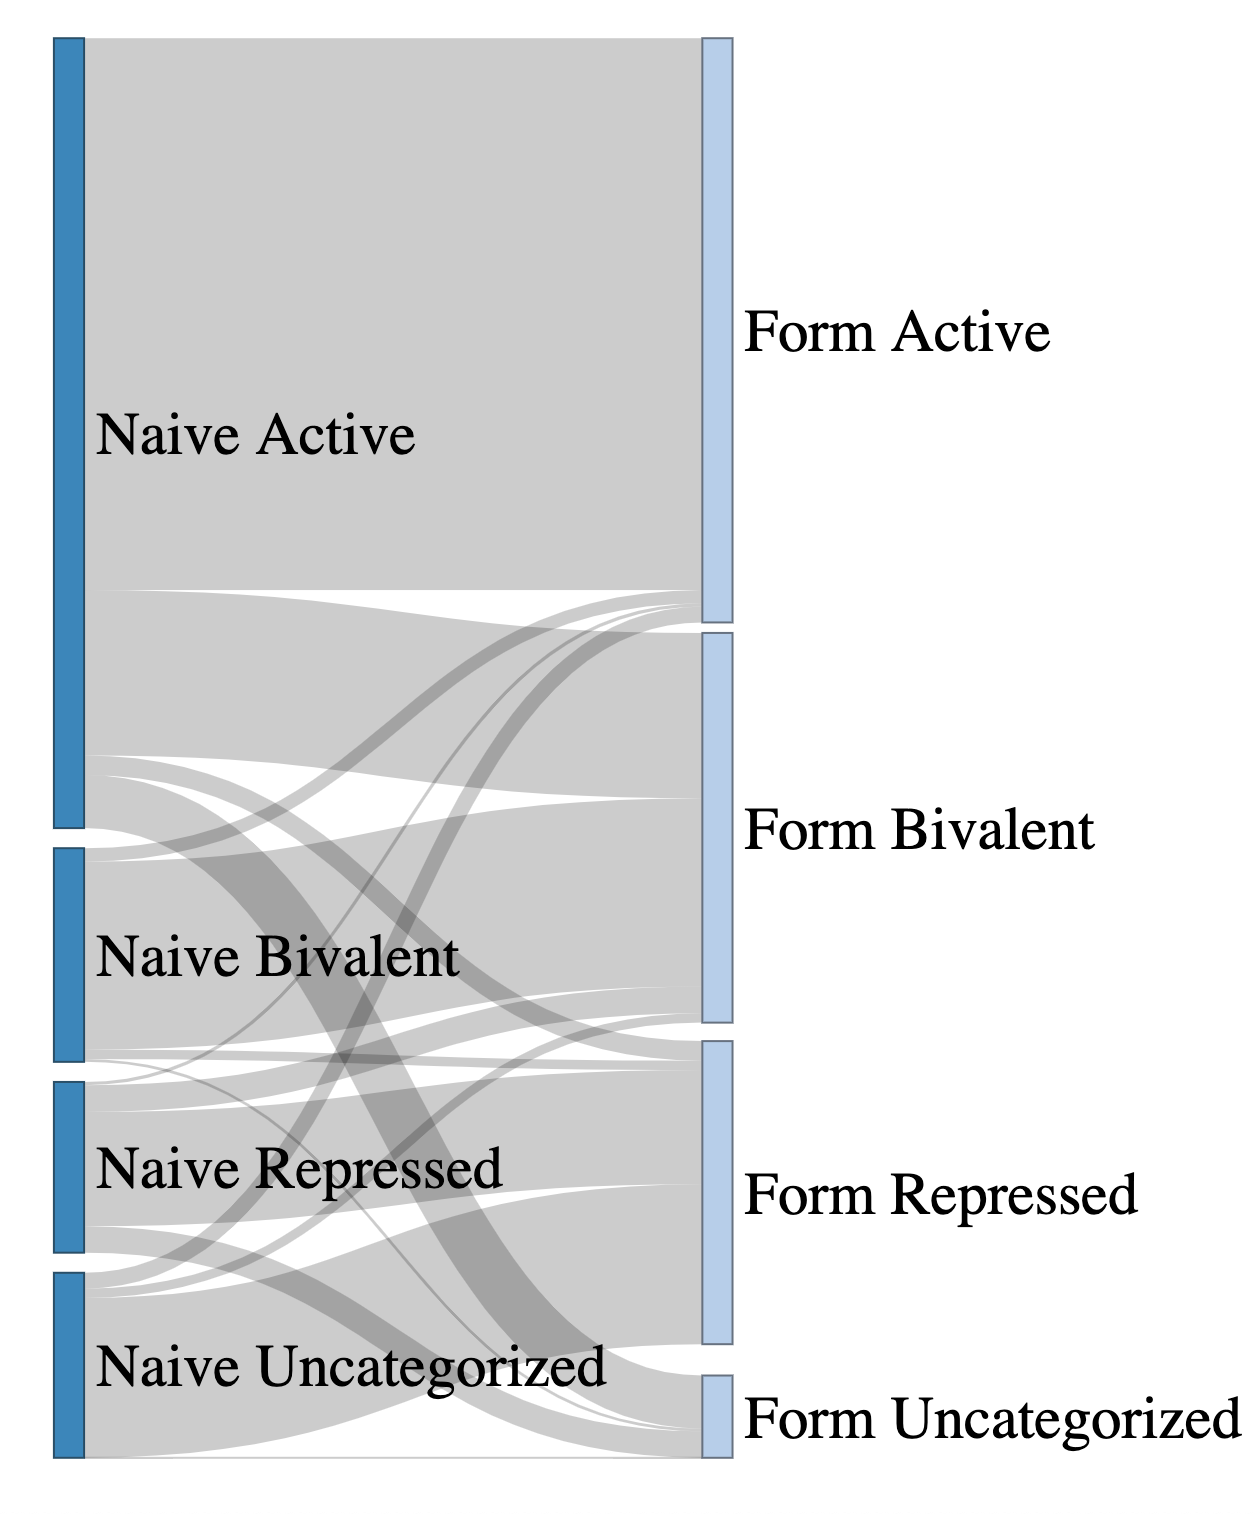 Form Active
Naive Active
Form Bivalent
Naive Bivalent
Naive Repressed
Form Repressed
Naive Uncategorized
Form Uncategorized